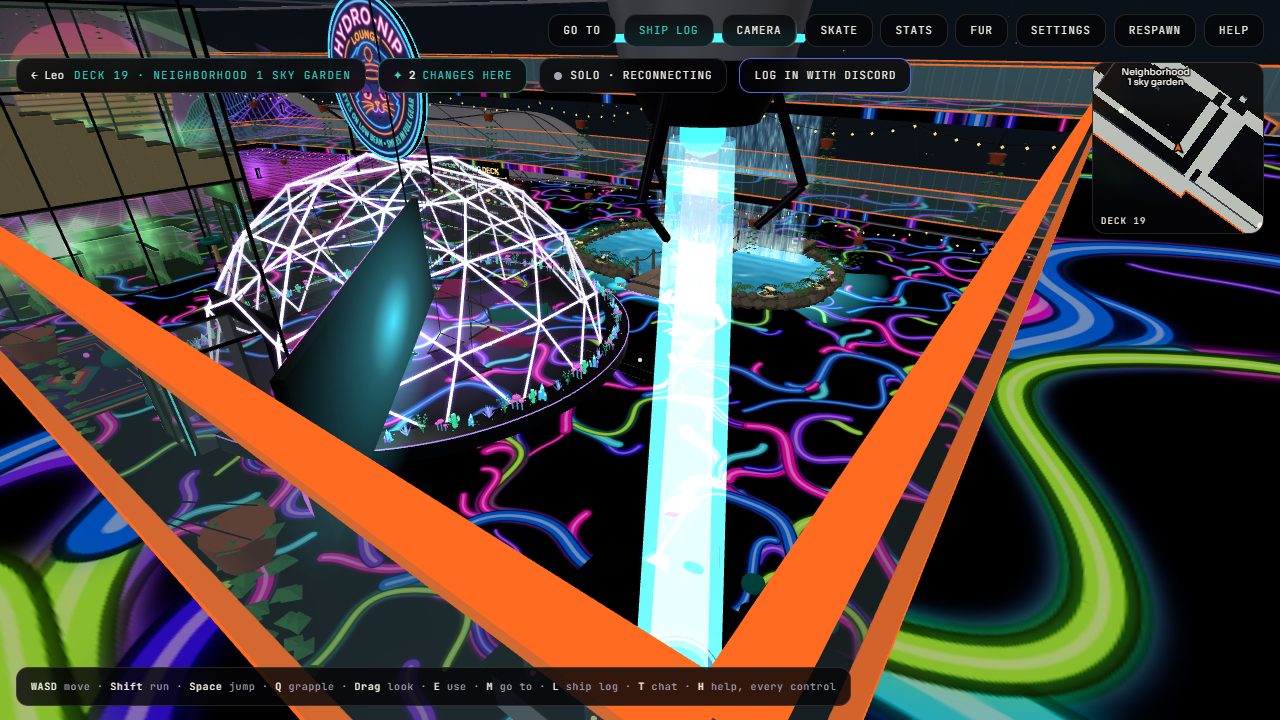 GO TO
SHIP LOG
CAMERA
SKATE
STATS
FUR
SETTINGS
RESPAWN
HELP
← Leo DECK 19 · NEIGHBORHOOD 1 SKY GARDEN
✦ 2 CHANGES HERE
SOLO · RECONNECTING
LOG IN WITH DISCORD
HYDRO-NIP
LOUNGE
Neighborhood
1 sky garden
DECK 19
DECK
WASD move · Shift run · Space jump · Q grapple · Drag look · E use · M go to · L ship log · T chat · H help, every control